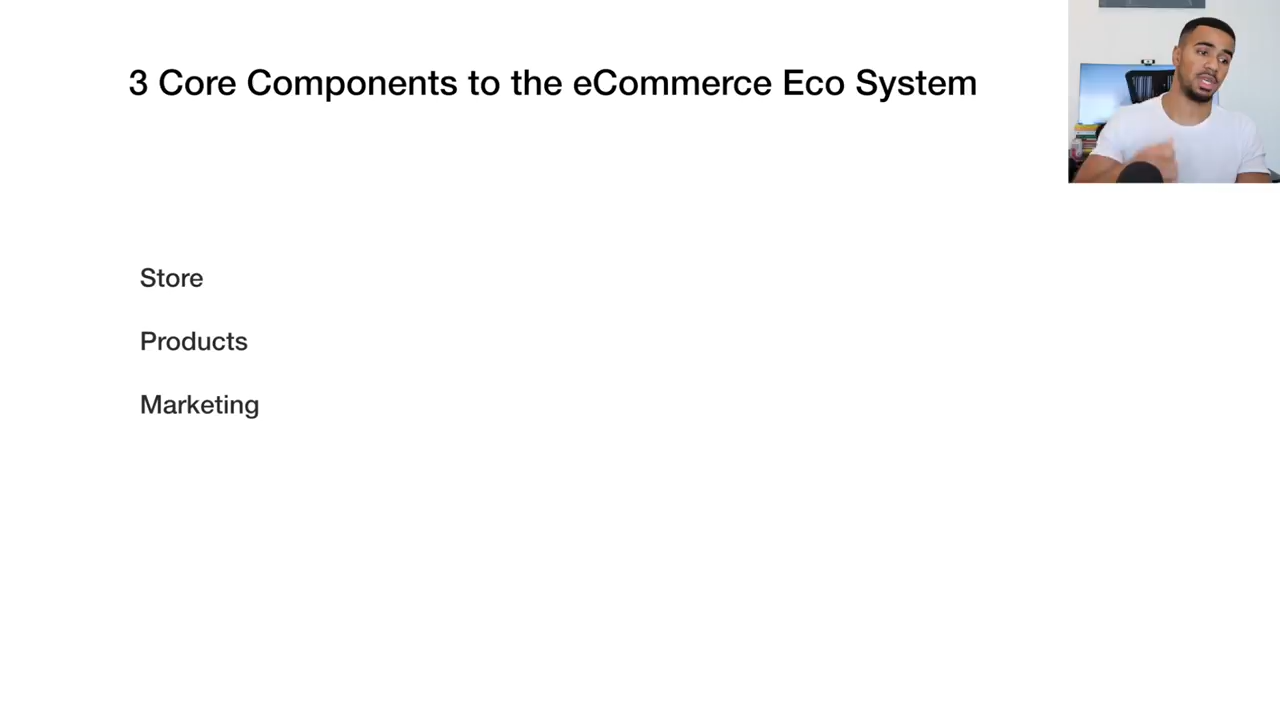 3 Core Components to the eCommerce Eco System
Store
Products
Marketing